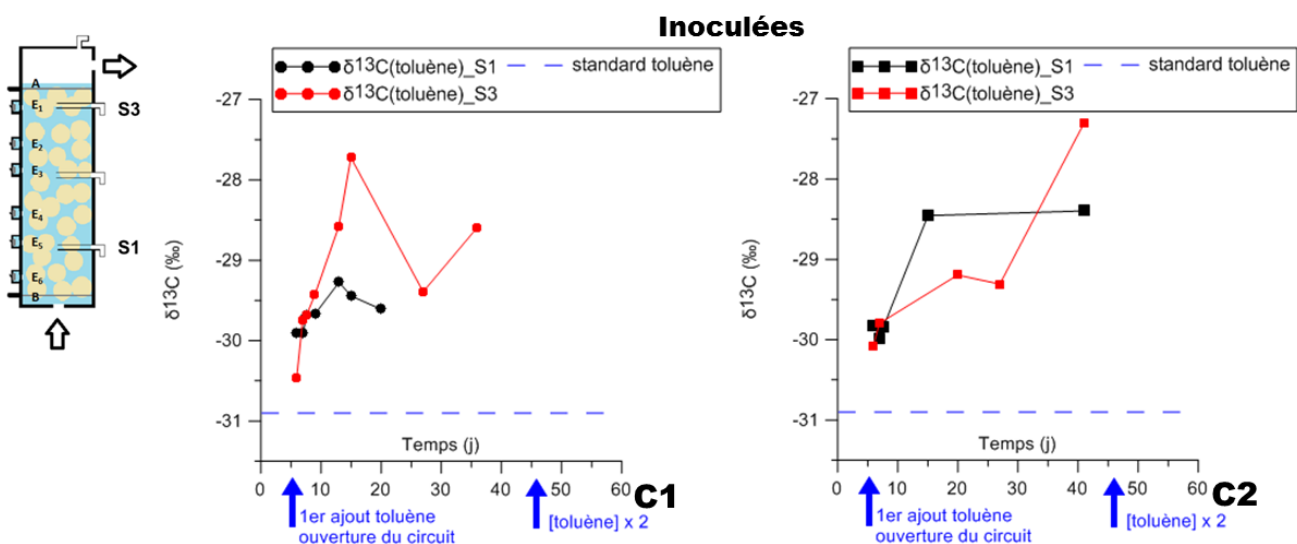 Inoculées
A
E1
S3
E2
E3
E4
E5
S1
E6
B
δ13C(toluène)_S1 standard toluène
δ13C(toluène)_S3
-27
-28
-29
-30
-31
δ13C (‰)
Temps (j)
0 10 20 30 40 50 60
C1
1er ajout toluène
ouverture du circuit
[toluène] x 2
δ13C(toluène)_S1 standard toluène
δ13C(toluène)_S3
-27
-28
-29
-30
-31
δ13C (‰)
Temps (j)
0 10 20 30 40 50 60
C2
1er ajout toluène
ouverture du circuit
[toluène] x 2